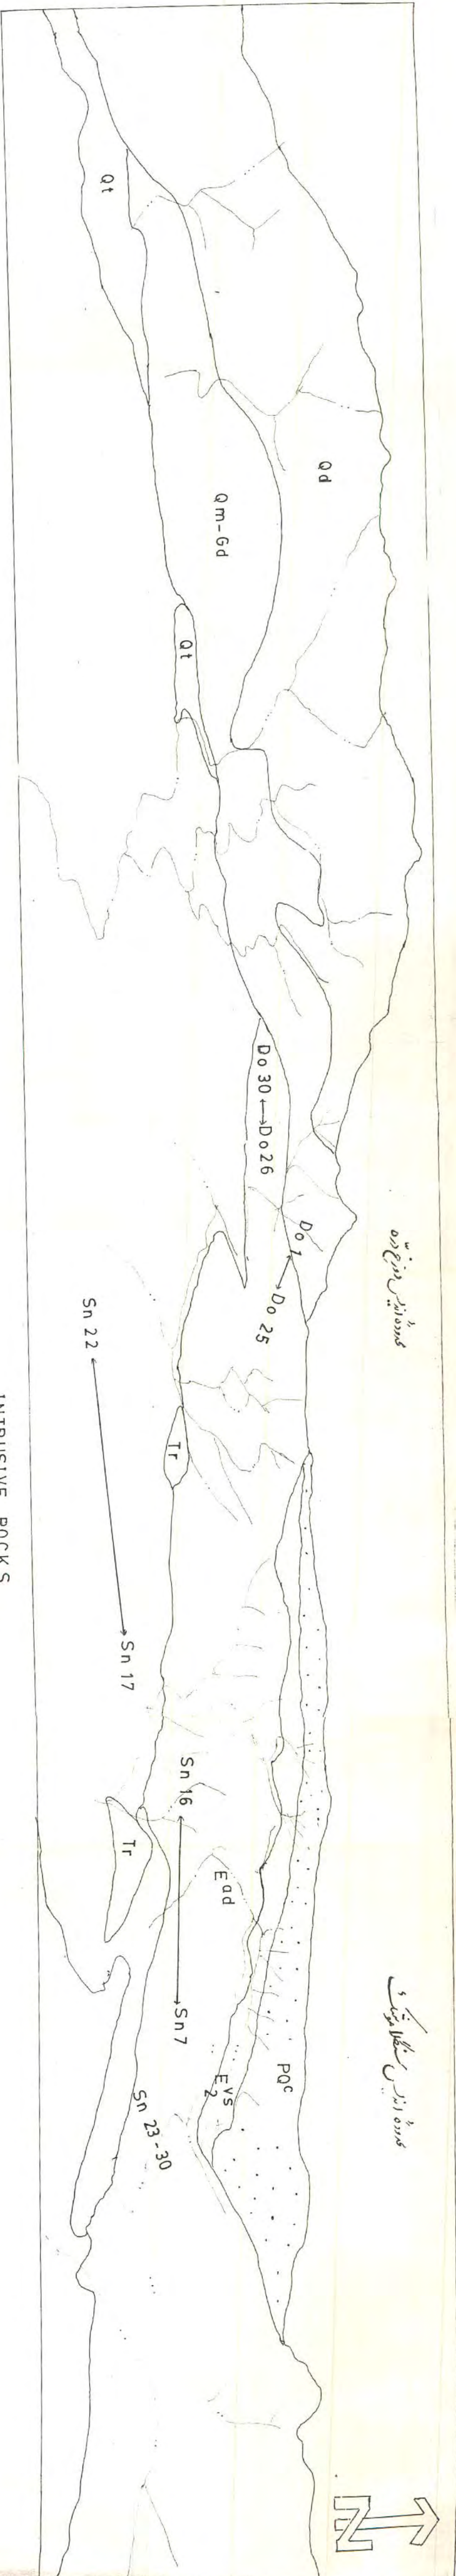 Qt
Qd
Qm-Gd
Qt
Do 30 ↔ Do 26
Do 1
Do 25
Sn 22
Tr
Sn 17
Sn 16
Tr
Ead
Sn 7
E2vs
PQc
Sn 23-30
N
INTRUSIVE ROCKS